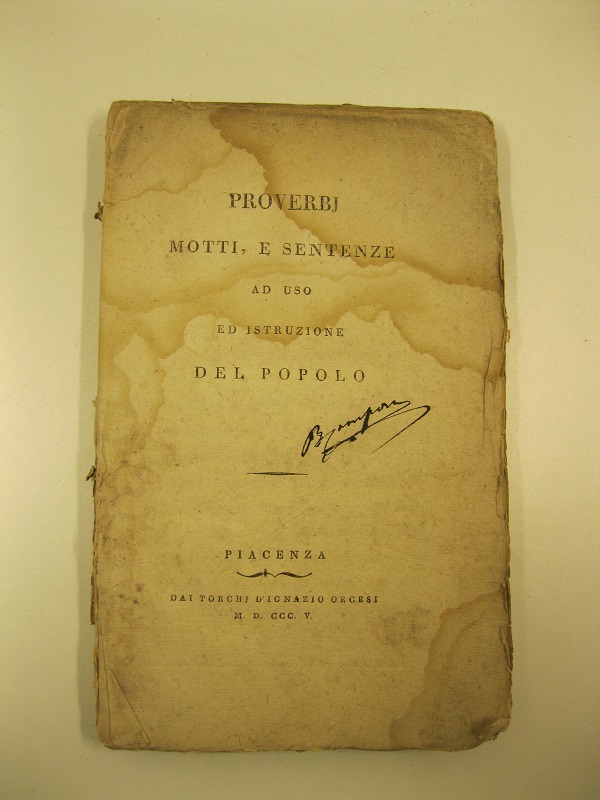 PROVERBJ
MOTTI, E SENTENZE
AD USO
ED ISTRUZIONE
DEL POPOLO
PIACENZA
DAI TORCHJ D'IGNAZIO ORCESI
M. D. CCC. V.